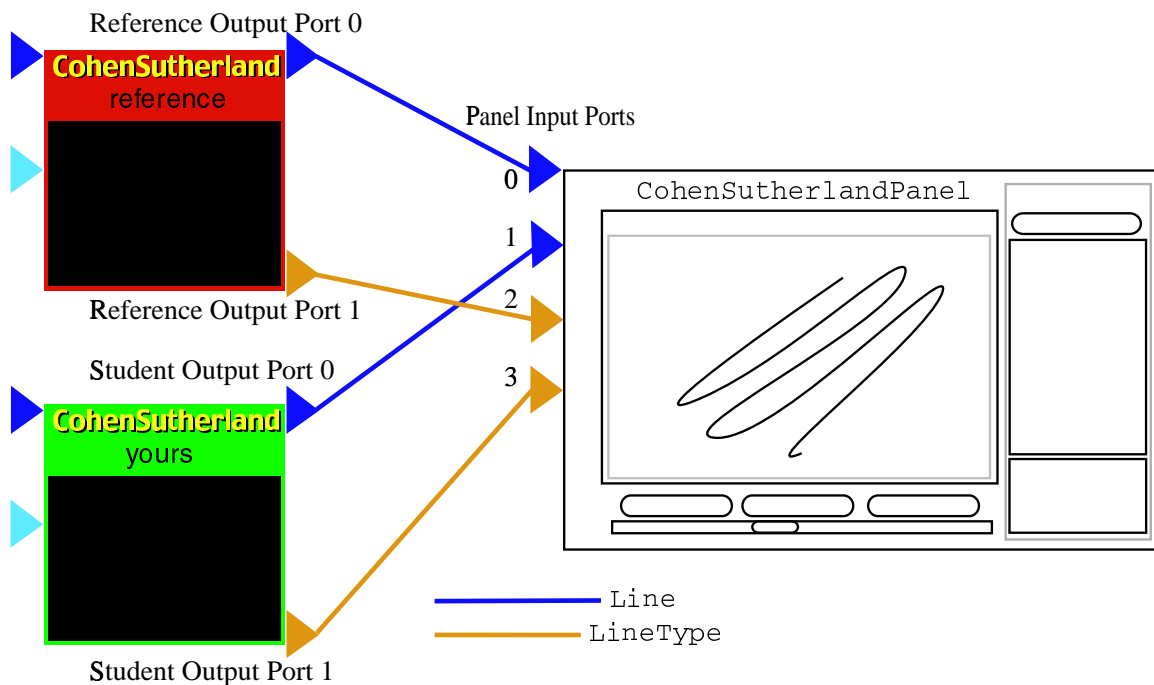 Reference Output Port 0
CohenSutherland
reference
Panel Input Ports
0
CohenSutherlandPanel
1
2
Reference Output Port 1
Student Output Port 0
3
CohenSutherland
yours
Line
LineType
Student Output Port 1